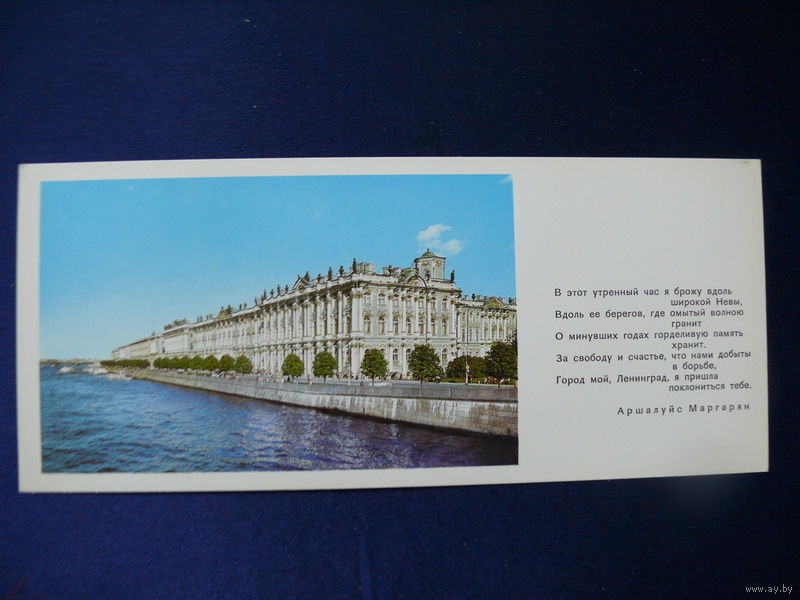 В этот утренный час я брожу вдоль
широкой Невы,
Вдоль ее берегов, где омытый волною
гранит
О минувших годах горделивую память
хранит.
За свободу и счастье, что нами добыты
в борьбе,
Город мой, Ленинград, я пришла
поклониться тебе.
Аршалуйс Маргарян
www.ay.by